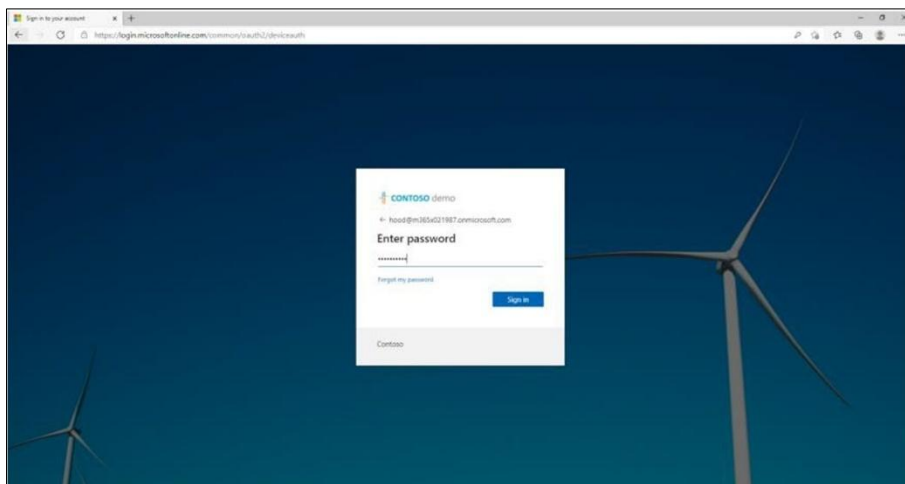 Sign in to your account
https://login.microsoftonline.com/common/oauth2/deviceauth
CONTOSO demo
Enter password
Forgot my password
Sign in
Contoso